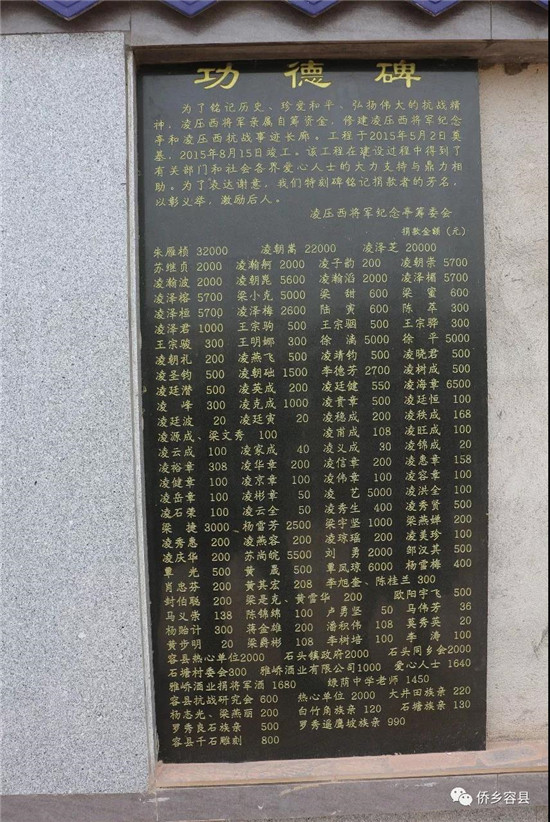 功德碑
为了铭记历史、珍爱和平、弘扬伟大的抗战精
神，凌压西将军亲属自筹资金，修建凌压西将军纪念
亭和凌压西抗战事迹长廊。工程于2015年5月2日奠
基，2015年8月15日竣工。该工程在建设过程中得到了
有关部门和社会各界爱心人士的大力支持与鼎力相
助。为了表达谢意，我们特刻碑铭记捐款者的芳名，
以彰义举，激励后人。
凌压西将军纪念亭筹委会
捐款金额（元）
朱雁桢 32000 凌朝嵩 22000 凌泽芝 20000
苏继贞 2000 凌瀚舸 2000 凌子韵 200 凌朝崇 5700
凌瀚波 2000 凌朝昆 5600 凌瀚滔 2000 凌泽楣 5700
凌泽榕 5700 梁小克 5000 梁甜 600 梁蜜 600
凌泽桓 5700 凌泽梅 2600 陆寅 600 陈萃 300
凌泽君 1000 王宗驹 500 王宗骃 500 王宗骅 300
王宗骏 300 王明娜 300 徐漓 5000 徐平 5000
凌朝礼 200 凌燕飞 500 凌靖钧 500 凌晓君 500
凌圣钧 500 凌朝础 1500 李德芳 2700 凌树成 500
凌廷潜 500 凌英成 200 凌廷健 550 凌海章 6500
凌峰 300 凌克成 1000 凌贵章 500 凌廷恒 100
凌廷波 20 凌廷寅 20 凌稳成 200 凌秩成 168
凌源成、梁文秀 100 凌甫成 108 凌旺成 100
凌云成 100 凌家成 40 凌义成 30 凌锦成 20
凌裕章 308 凌华章 200 凌信章 200 凌惠章 158
凌健章 100 凌京章 100 凌伟章 100 凌容章 100
凌岳章 100 凌彬章 50 凌艺 5000 凌洪全 100
凌石荣 100 凌云全 50 凌秀生 400 凌秀贤 500
梁捷 3000 杨雷芳 2500 梁宇坚 1000 梁燕婵 200
凌秀惠 200 凌燕容 200 凌琼瑶 200 凌美珍 100
凌庆华 200 苏尚皖 5500 刘勇 2000 邹汉其 500
覃光 500 黄晟 500 覃凤琼 6000 杨雷梅 400
肖忠芬 200 黄其宏 208 李旭奎、陈桂兰 300
封伯聪 200 梁是克、黄雪华 200 欧阳宇飞 500
马义崇 138 陈锦锦 100 卢勇坚 50 马伟芳 36
杨贻计 300 蒋金雄 200 潘积伟 108 莫秀英 20
黄步明 20 梁爵彬 108 李树培 100 李涛 100
容县热心单位2000 石头镇政府2000 石头同乡会2000
石塘村委会300 雅峤酒业有限公司1000 爱心人士 1640
雅峤酒业捐将军酒 1680 绿荫中学老师 1450
容县抗战研究会 600 热心单位 2000 大井田族亲 220
杨志光、梁燕丽 200 白竹角族亲 120 石塘族亲 130
罗秀良石族亲 500 罗秀遥鹰坡族亲 990
容县千石雕刻 800
侨乡容县